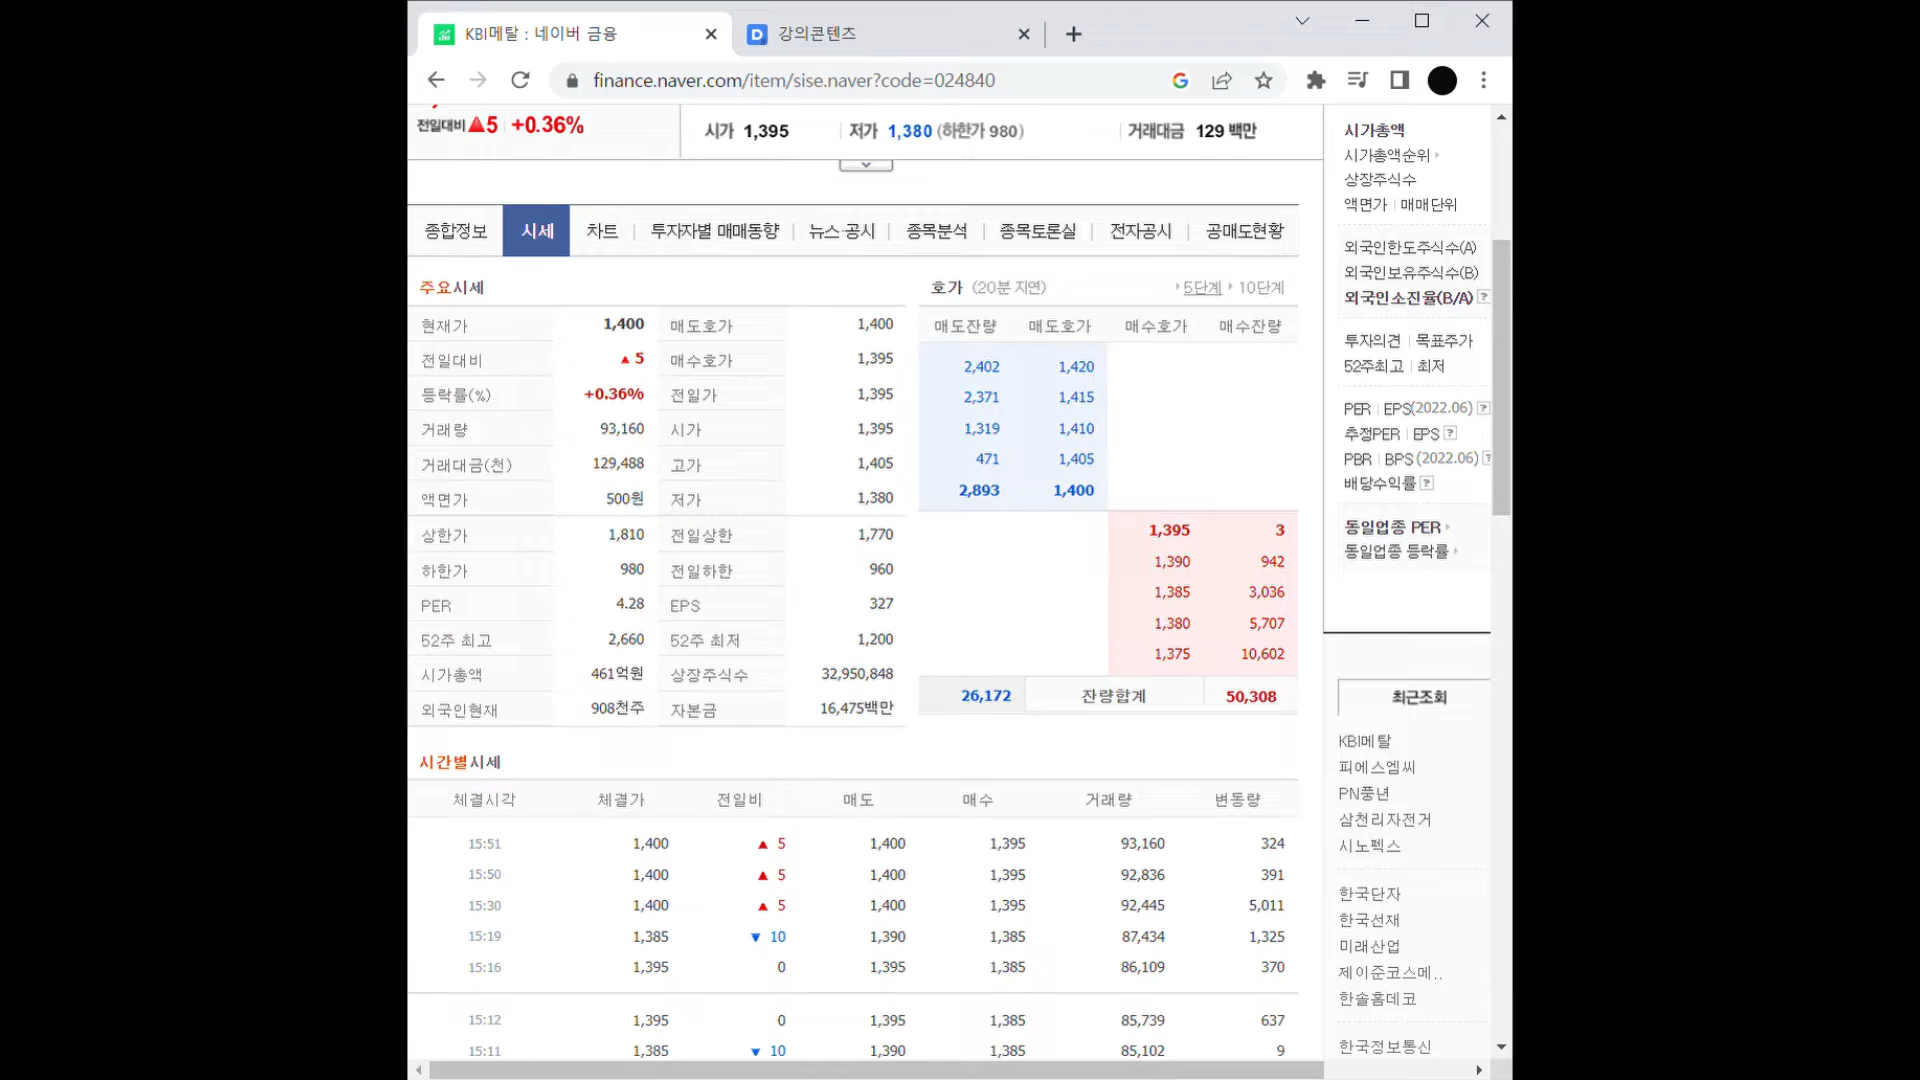 KBI메탈 : 네이버 금융
강의콘텐츠
finance.naver.com/item/sise.naver?code=024840
전일대비 ▲5 +0.36%
시가 1,395 저가 1,380 (하한가 980) 거래대금 129 백만
종합정보 시세 차트 투자자별 매매동향 뉴스·공시 종목분석 종목토론실 전자공시 공매도현황
주요시세
현재가 1,400 매도호가 1,400
전일대비 ▲ 5 매수호가 1,395
등락률(%) +0.36% 전일가 1,395
거래량 93,160 시가 1,395
거래대금(천) 129,488 고가 1,405
액면가 500원 저가 1,380
상한가 1,810 전일상한 1,770
하한가 980 전일하한 960
PER 4.28 EPS 327
52주 최고 2,660 52주 최저 1,200
시가총액 461억원 상장주식수 32,950,848
외국인현재 908천주 자본금 16,475백만
호가 (20분 지연) 5단계 10단계
매도잔량 매도호가 매수호가 매수잔량
2,402 1,420
2,371 1,415
1,319 1,410
471 1,405
2,893 1,400
1,395 3
1,390 942
1,385 3,036
1,380 5,707
1,375 10,602
26,172 잔량합계 50,308
시간별시세
체결시각 체결가 전일비 매도 매수 거래량 변동량
15:51 1,400 ▲ 5 1,400 1,395 93,160 324
15:50 1,400 ▲ 5 1,400 1,395 92,836 391
15:30 1,400 ▲ 5 1,400 1,395 92,445 5,011
15:19 1,385 ▼ 10 1,390 1,385 87,434 1,325
15:16 1,395 0 1,395 1,385 86,109 370
15:12 1,395 0 1,395 1,385 85,739 637
15:11 1,385 ▼ 10 1,390 1,385 85,102 9
시가총액
시가총액순위
상장주식수
액면가 매매단위
외국인한도주식수(A)
외국인보유주식수(B)
외국인소진율(B/A) ?
투자의견 목표주가
52주최고 최저
PER EPS(2022.06) ?
추정PER EPS ?
PBR BPS (2022.06) ?
배당수익률 ?
동일업종 PER
동일업종 등락률
최근조회
KBI메탈
피에스엠씨
PN풍년
삼천리자전거
시노펙스
한국단자
한국선재
미래산업
제이준코스메..
한솔홈데코
한국정보통신